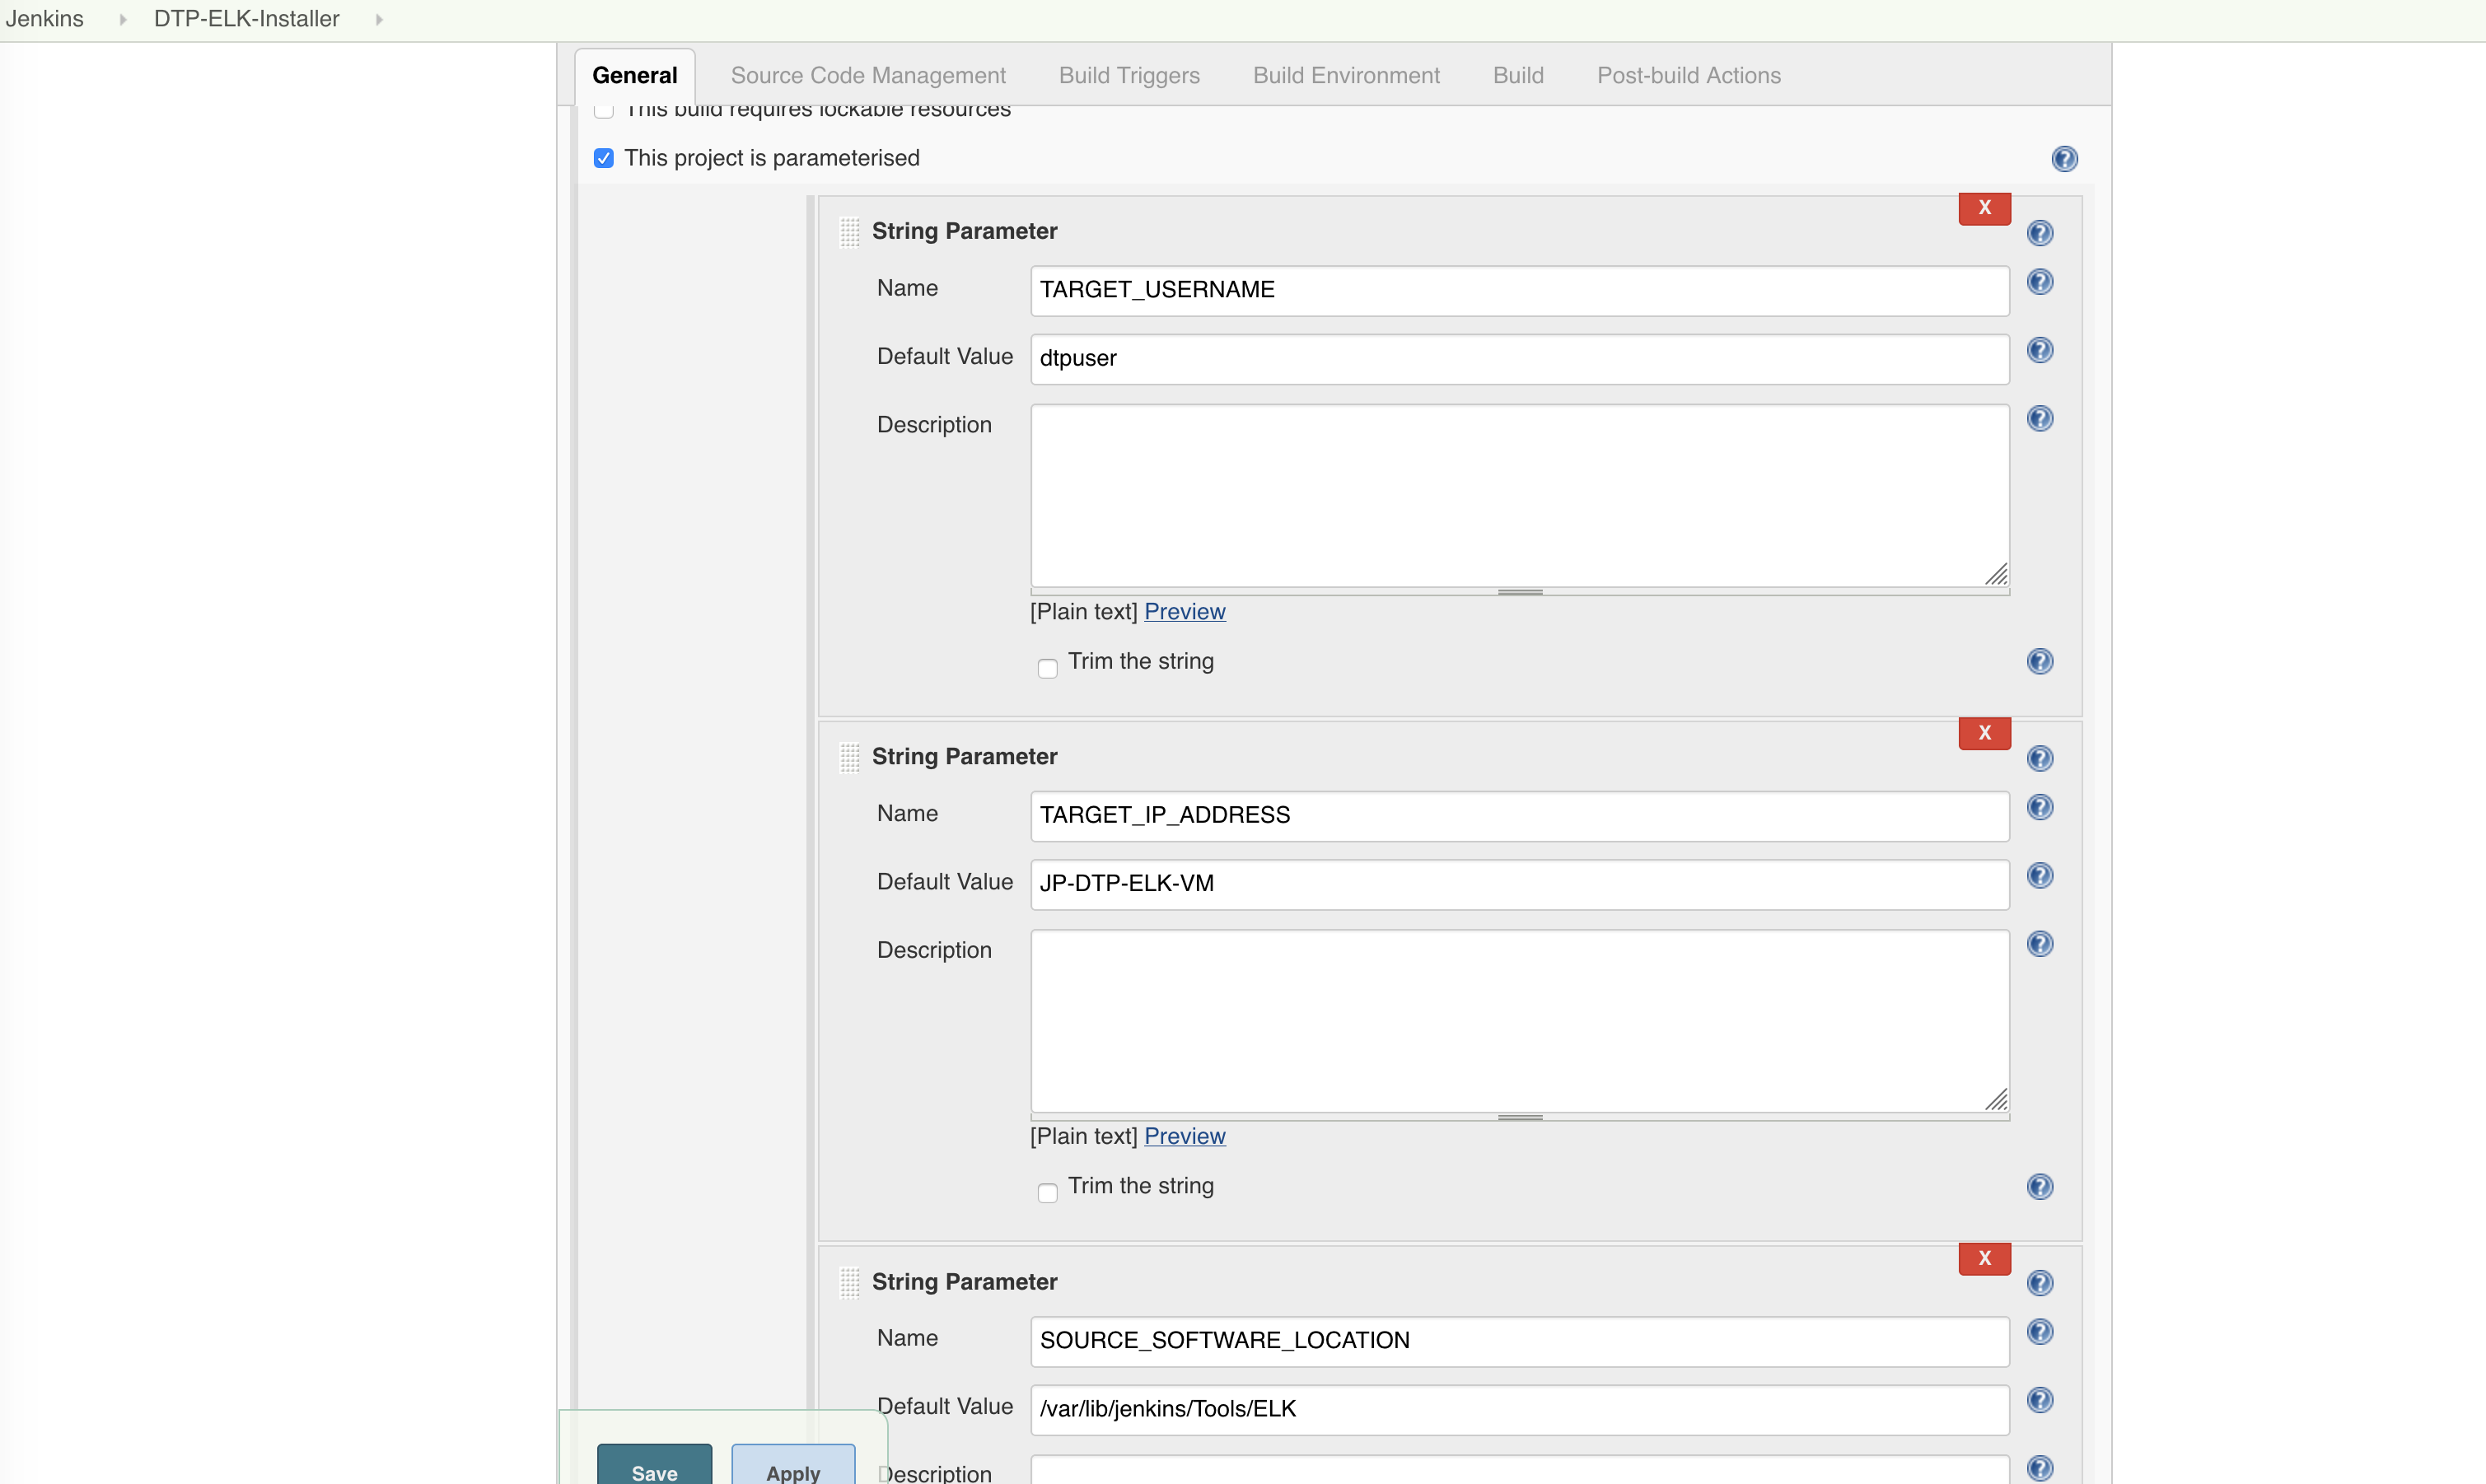 Jenkins DTP-ELK-Installer
General Source Code Management Build Triggers Build Environment Build Post-build Actions
This build requires lockable resources
This project is parameterised
X
String Parameter
Name TARGET_USERNAME
Default Value dtpuser
Description
[Plain text] Preview
Trim the string
X
String Parameter
Name TARGET_IP_ADDRESS
Default Value JP-DTP-ELK-VM
Description
[Plain text] Preview
Trim the string
X
String Parameter
Name SOURCE_SOFTWARE_LOCATION
Default Value /var/lib/jenkins/Tools/ELK
Description
Save Apply